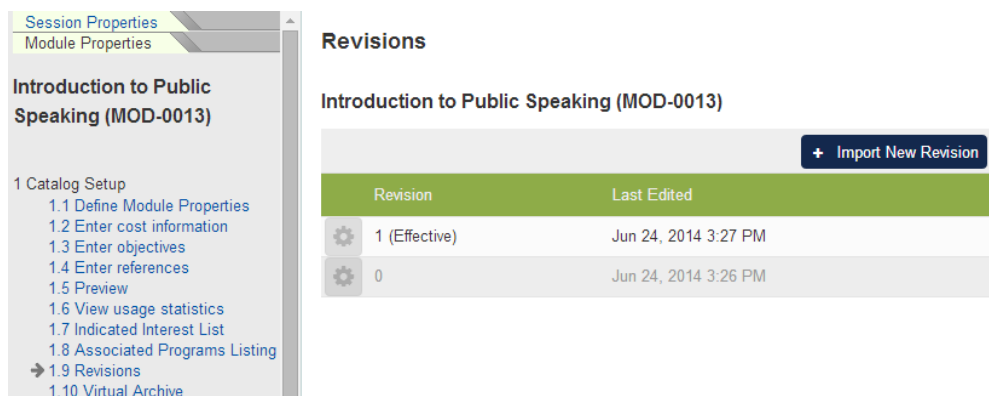 Session Properties
Module Properties
Introduction to Public
Speaking (MOD-0013)
1 Catalog Setup
1.1 Define Module Properties
1.2 Enter cost information
1.3 Enter objectives
1.4 Enter references
1.5 Preview
1.6 View usage statistics
1.7 Indicated Interest List
1.8 Associated Programs Listing
1.9 Revisions
1.10 Virtual Archive
Revisions
Introduction to Public Speaking (MOD-0013)
+ Import New Revision
Revision Last Edited
1 (Effective) Jun 24, 2014 3:27 PM
0 Jun 24, 2014 3:26 PM